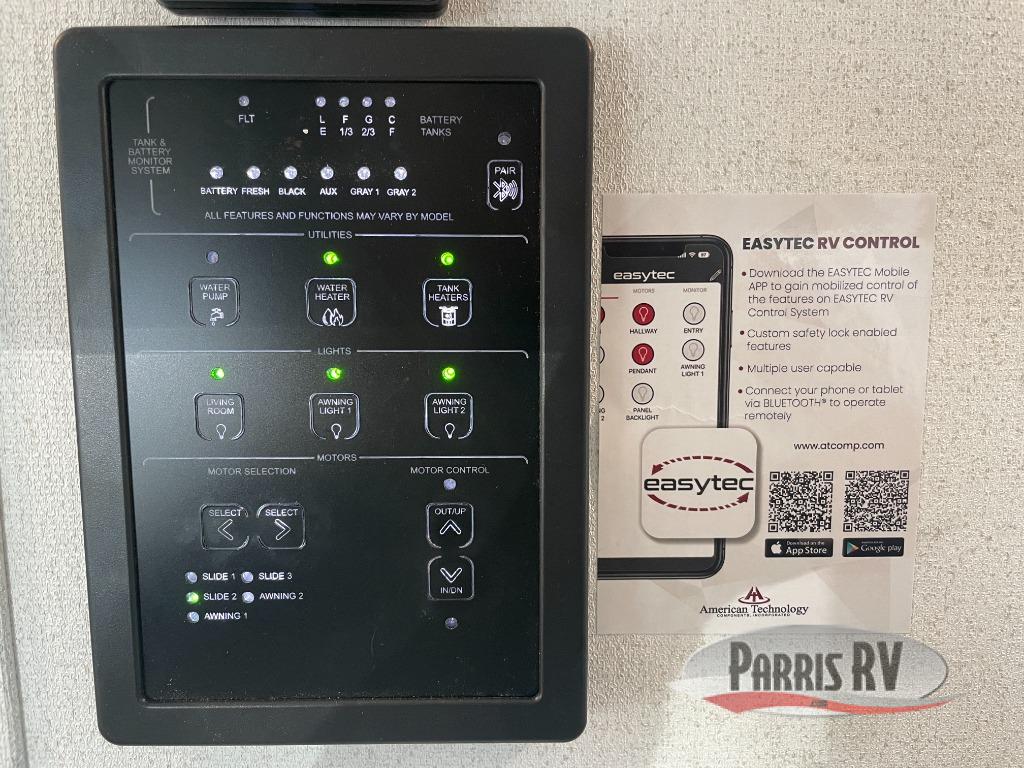 FLT
L F G C
E 1/3 2/3 F
BATTERY
TANKS
TANK &
BATTERY
MONITOR
SYSTEM
PAIR
BATTERY FRESH BLACK AUX GRAY 1 GRAY 2
ALL FEATURES AND FUNCTIONS MAY VARY BY MODEL
UTILITIES
WATER
PUMP
WATER
HEATER
TANK
HEATERS
LIGHTS
LIVING
ROOM
AWNING
LIGHT 1
AWNING
LIGHT 2
MOTORS
MOTOR SELECTION
MOTOR CONTROL
SELECT
SELECT
OUT/UP
IN/DN
SLIDE 1 SLIDE 3
SLIDE 2 AWNING 2
AWNING 1
easytec
MOTORS
MONITOR
HALLWAY
ENTRY
PENDANT
AWNING
LIGHT 1
2
PANEL
BACKLIGHT
easytec
EASYTEC RV CONTROL
• Download the EASYTEC Mobile
APP to gain mobilized control of
the features on EASYTEC RV
Control System
• Custom safety lock enabled
features
• Multiple user capable
• Connect your phone or tablet
via BLUETOOTH® to operate
remotely
www.atcomp.com
Download on the
App Store
Google play
American Technology
COMPONENTS, INCORPORATED
PARRIS RV
.com